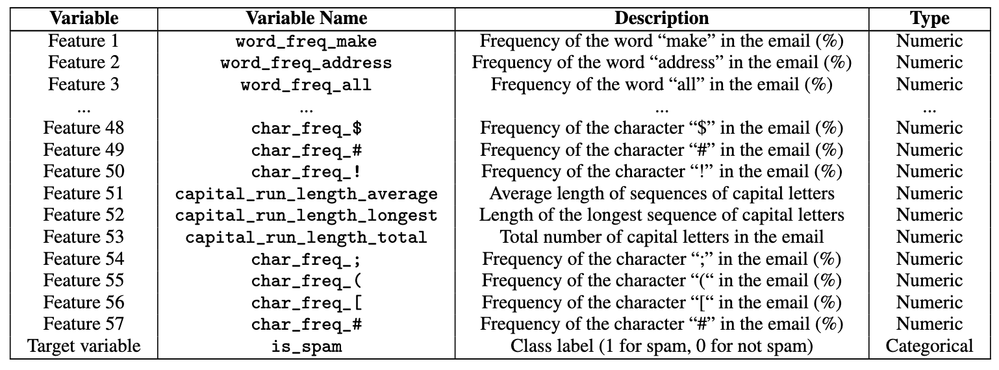 Variable Variable Name Description Type
Feature 1 word_freq_make Frequency of the word “make” in the email (%) Numeric
Feature 2 word_freq_address Frequency of the word “address” in the email (%) Numeric
Feature 3 word_freq_all Frequency of the word “all” in the email (%) Numeric
... ... ... ...
Feature 48 char_freq_$ Frequency of the character “$” in the email (%) Numeric
Feature 49 char_freq_# Frequency of the character “#” in the email (%) Numeric
Feature 50 char_freq_! Frequency of the character “!” in the email (%) Numeric
Feature 51 capital_run_length_average Average length of sequences of capital letters Numeric
Feature 52 capital_run_length_longest Length of the longest sequence of capital letters Numeric
Feature 53 capital_run_length_total Total number of capital letters in the email Numeric
Feature 54 char_freq_; Frequency of the character “;” in the email (%) Numeric
Feature 55 char_freq_( Frequency of the character “(“ in the email (%) Numeric
Feature 56 char_freq_[ Frequency of the character “[“ in the email (%) Numeric
Feature 57 char_freq_# Frequency of the character “#” in the email (%) Numeric
Target variable is_spam Class label (1 for spam, 0 for not spam) Categorical